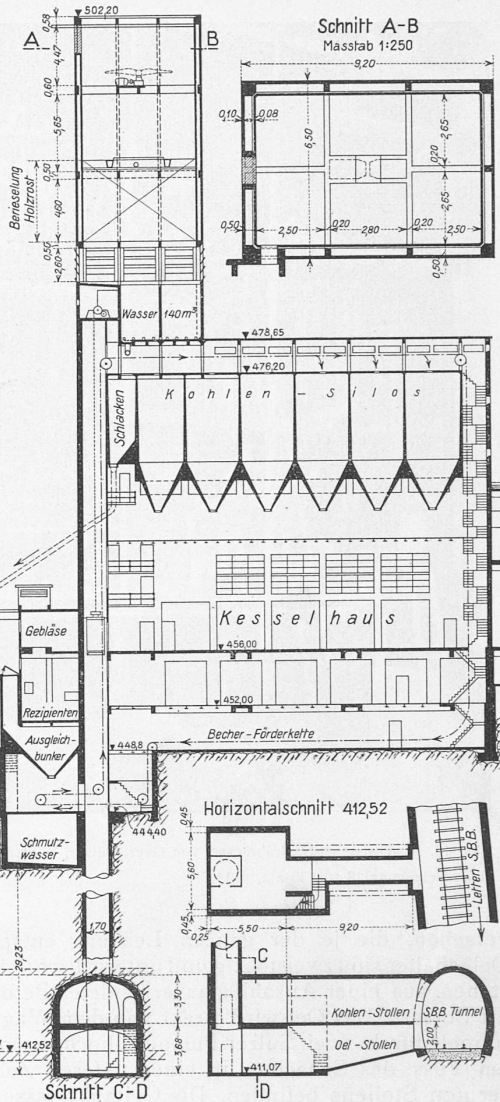 502,20
0,58
A
B
4,47
0,60
5,65
0,50
Berieselung
Holzrost
4,60
0,50
2,60
Schnitt A-B
Masstab 1:250
9,20
0,10
0,08
6,50
2,65
0,20
2,65
0,50
2,50
0,20
2,80
0,20
2,50
0,50
Wasser 140 m³
478,65
476,20
Schlacken
Kohlen-Silos
Kesselhaus
Gebläse
456,00
Rezipienten
452,00
Ausgleich-
bunker
Becher-Förderkette
448,8
444,40
Schmutz-
wasser
Horizontalschnitt 412,52
0,45
5,60
0,45
0,25
5,50
9,20
Letten S.B.B.
1,70
29,23
C
3,30
Kohlen-Stollen
S.B.B. Tunnel
412,52
3,68
Oel-Stollen
2,00
411,07
Schnitt C-D
D